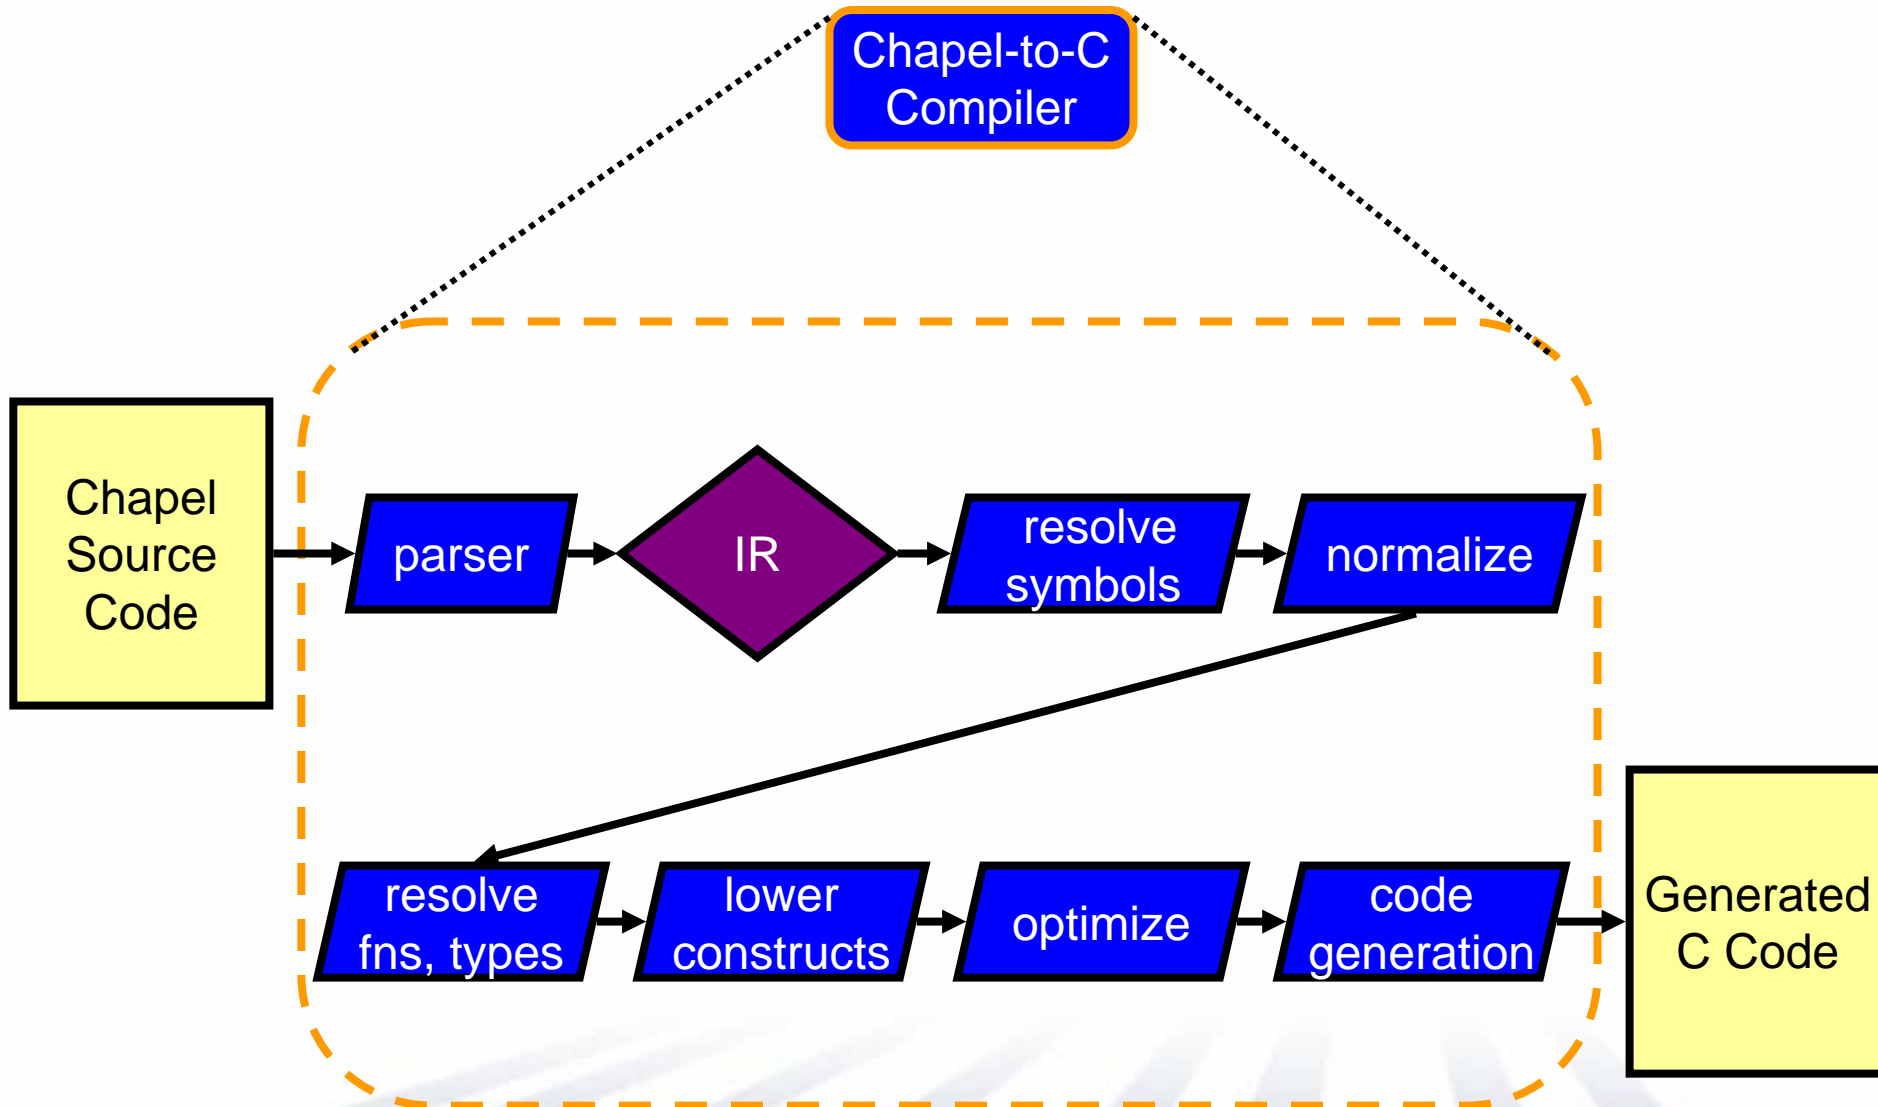 Chapel-to-C
Compiler
Chapel
Source
Code
parser
IR
resolve
symbols
normalize
resolve
fns, types
lower
constructs
optimize
code
generation
Generated
C Code